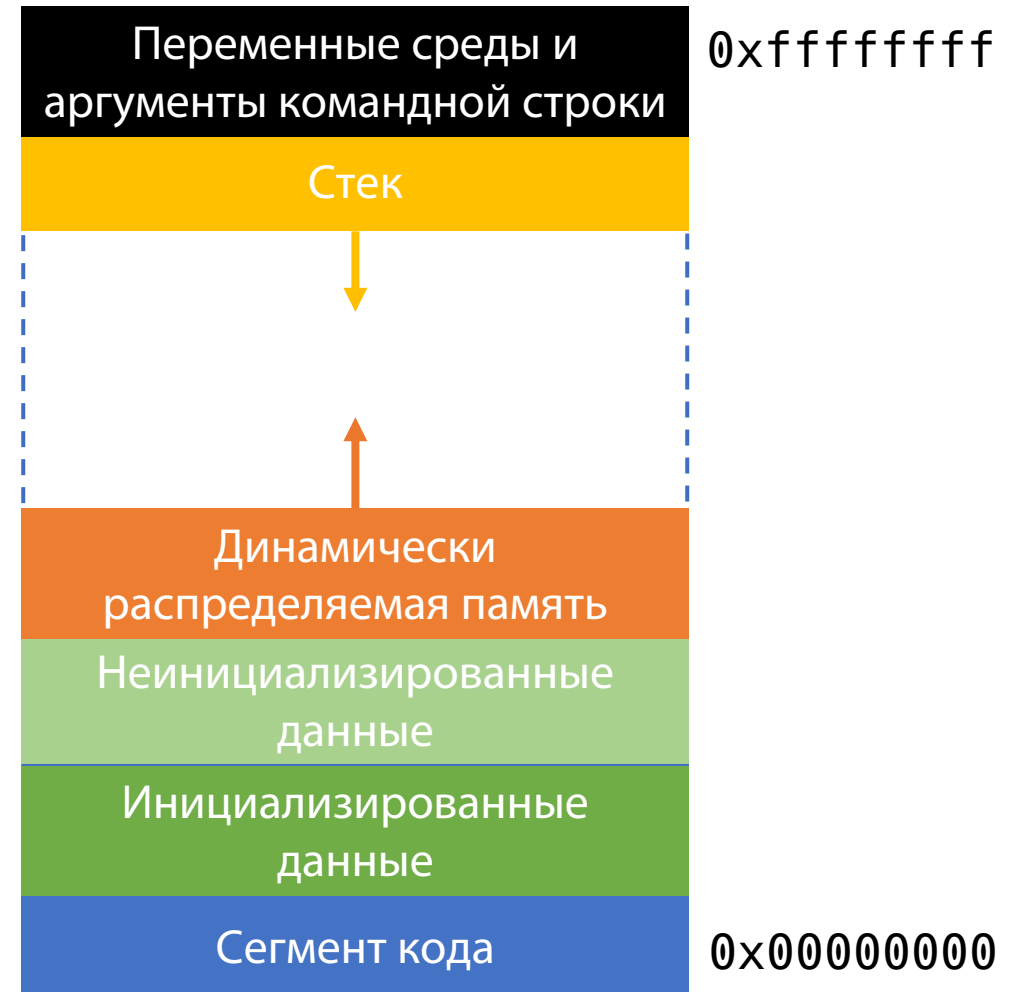 Переменные среды и
аргументы командной строки
0xffffffff
Стек
Динамически
распределяемая память
Неинициализированные
данные
Инициализированные
данные
Сегмент кода
0x00000000